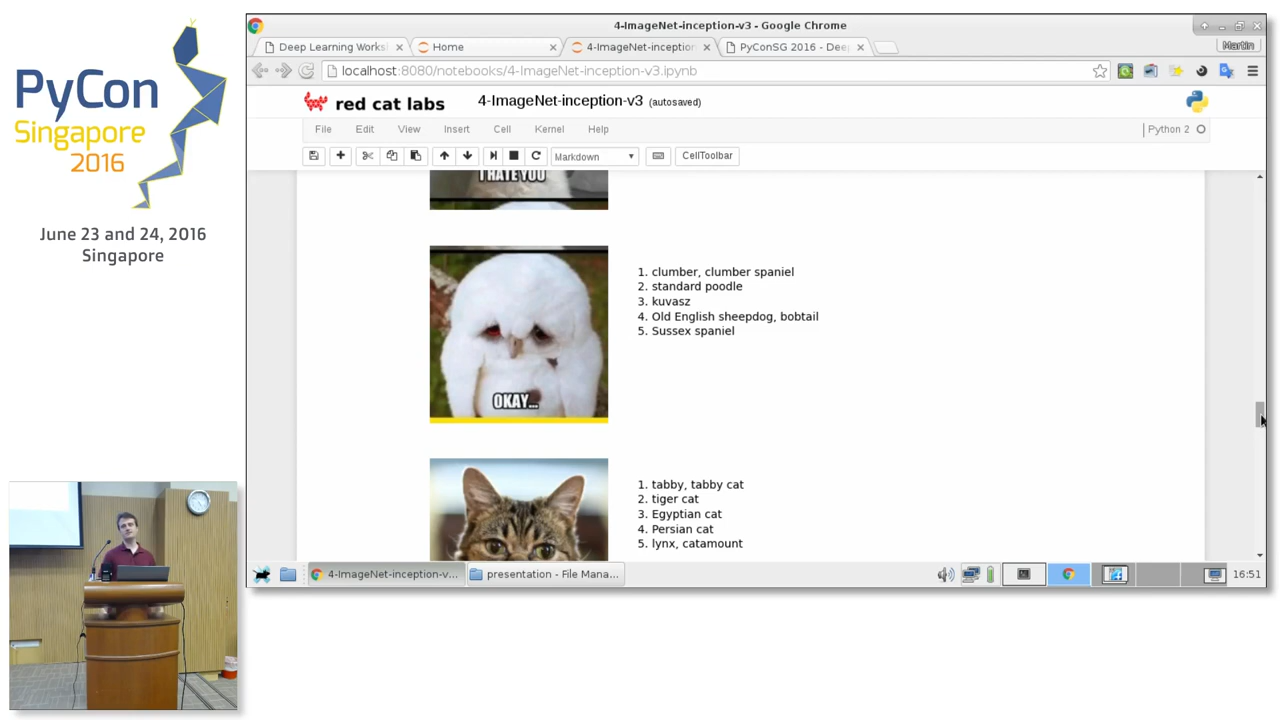 PyCon
Singapore
2016
June 23 and 24, 2016
Singapore
4-ImageNet-inception-v3 - Google Chrome
Deep Learning Works
Home
4-ImageNet-inception
PyConSG 2016 - Dee
Martin
localhost:8080/notebooks/4-ImageNet-inception-v3.ipynb
red cat labs
4-ImageNet-inception-v3 (autosaved)
File Edit View Insert Cell Kernel Help
Python 2
Markdown
CellToolbar
I HATE YOU
1. clumber, clumber spaniel
2. standard poodle
3. kuvasz
4. Old English sheepdog, bobtail
5. Sussex spaniel
OKAY...
1. tabby, tabby cat
2. tiger cat
3. Egyptian cat
4. Persian cat
5. lynx, catamount
4-ImageNet-inception-v...
presentation - File Mana...
16:51